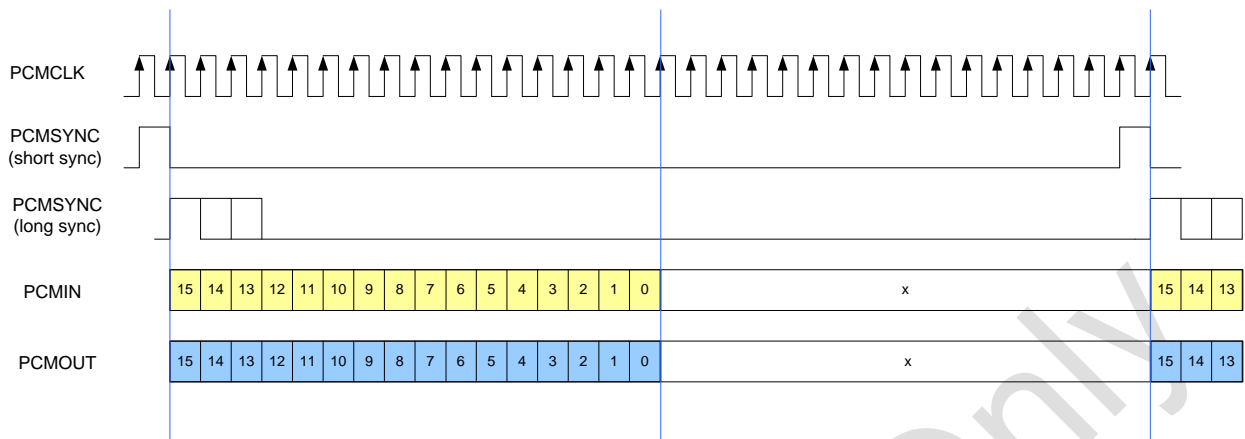 PCMCLK
PCMSYNC
(short sync)
PCMSYNC
(long sync)
PCMIN
15 14 13 12 11 10 9 8 7 6 5 4 3 2 1 0 x 15 14 13
PCMOUT
15 14 13 12 11 10 9 8 7 6 5 4 3 2 1 0 x 15 14 13
Only